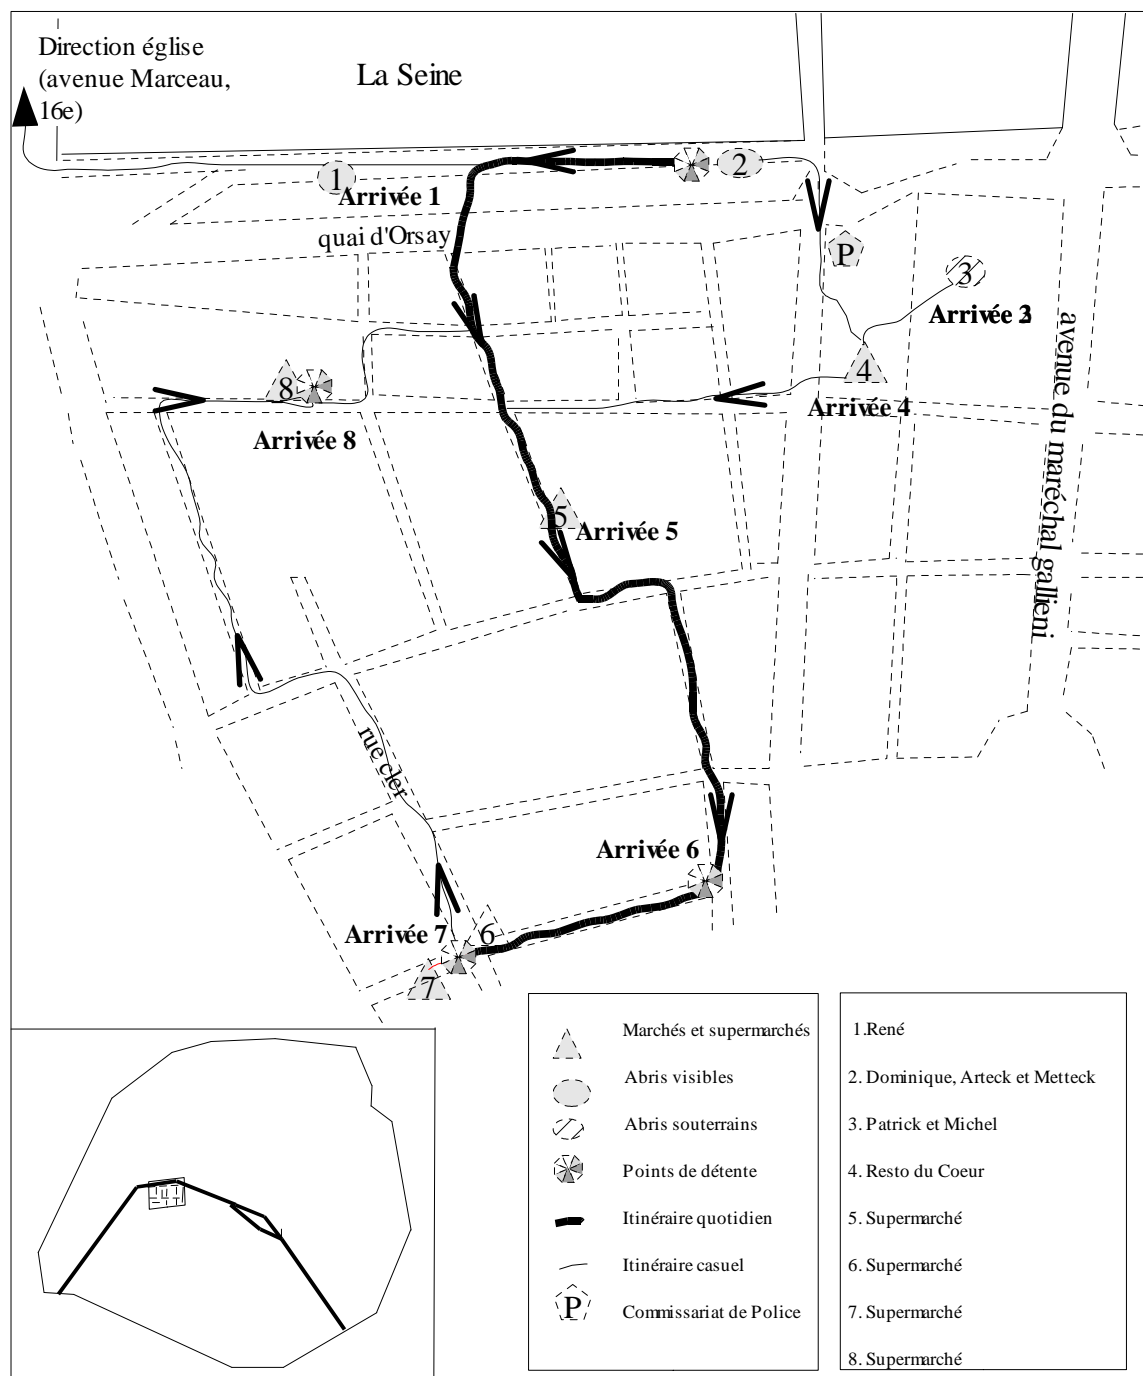 Direction église
(avenue Marceau,
16e)
La Seine
1
2
Arrivée 1
quai d'Orsay
P
3
Arrivée 3
avenue du maréchal gallieni
4
Arrivée 4
8
Arrivée 8
5
Arrivée 5
rue cler
Arrivée 6
Arrivée 7
6
7
Marchés et supermarchés
Abris visibles
Abris souterrains
Points de détente
Itinéraire quotidien
Itinéraire casuel
P
Commissariat de Police
1.René
2. Dominique, Arteck et Metteck
3. Patrick et Michel
4. Resto du Coeur
5. Supermarché
6. Supermarché
7. Supermarché
8. Supermarché